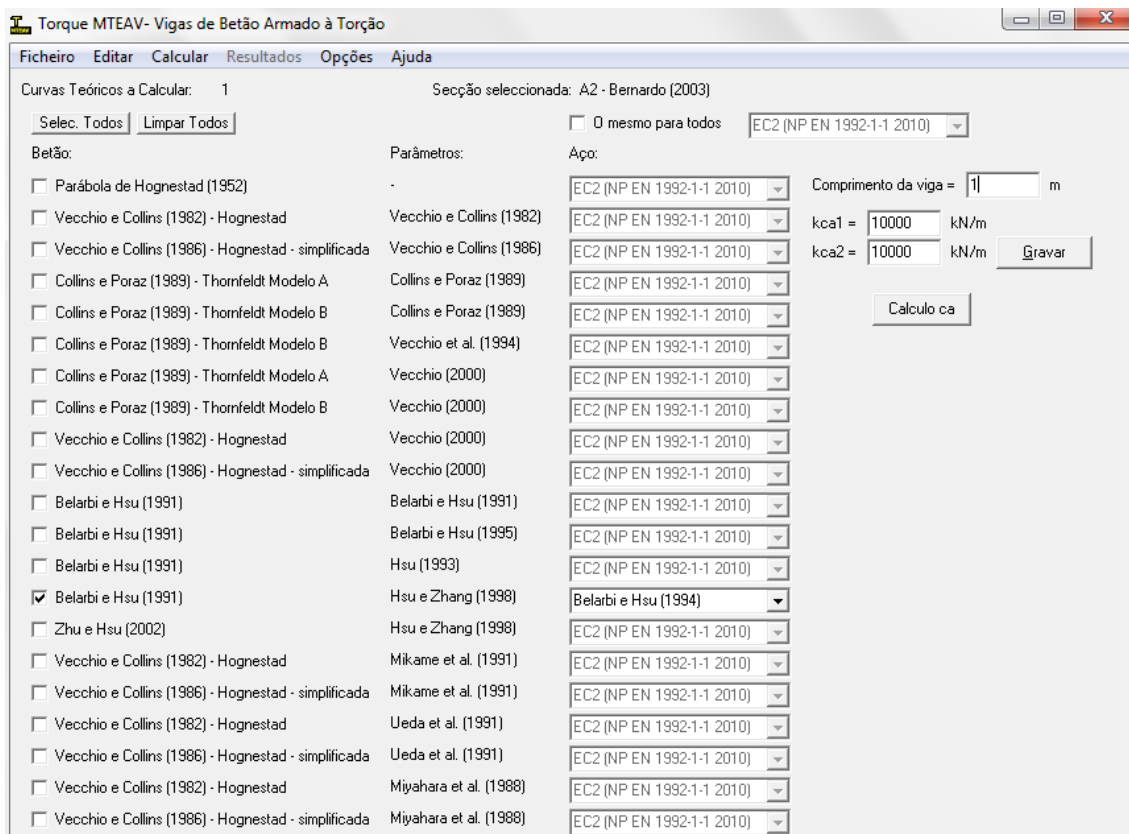 Torque MTEAV- Vigas de Betão Armado à Torção
Ficheiro Editar Calcular Resultados Opções Ajuda
Curvas Teóricos a Calcular: 1 Secção seleccionada: A2 - Bernardo (2003)
Selec. Todos Limpar Todos O mesmo para todos EC2 (NP EN 1992-1-1 2010)
Betão: Parâmetros: Aço:
Parábola de Hognestad (1952) - EC2 (NP EN 1992-1-1 2010) Comprimento da viga = 1 m
Vecchio e Collins (1982) - Hognestad Vecchio e Collins (1982) EC2 (NP EN 1992-1-1 2010) kca1 = 10000 kN/m
Vecchio e Collins (1986) - Hognestad - simplificada Vecchio e Collins (1986) EC2 (NP EN 1992-1-1 2010) kca2 = 10000 kN/m Gravar
Collins e Poraz (1989) - Thornfeldt Modelo A Collins e Poraz (1989) EC2 (NP EN 1992-1-1 2010)
Collins e Poraz (1989) - Thornfeldt Modelo B Collins e Poraz (1989) EC2 (NP EN 1992-1-1 2010) Calculo ca
Collins e Poraz (1989) - Thomfeldt Modelo B Vecchio et al. (1994) EC2 (NP EN 1992-1-1 2010)
Collins e Poraz (1989) - Thornfeldt Modelo A Vecchio (2000) EC2 (NP EN 1992-1-1 2010)
Collins e Poraz (1989) - Thornfeldt Modelo B Vecchio (2000) EC2 (NP EN 1992-1-1 2010)
Vecchio e Collins (1982) - Hognestad Vecchio (2000) EC2 (NP EN 1992-1-1 2010)
Vecchio e Collins (1986) - Hognestad - simplificada Vecchio (2000) EC2 (NP EN 1992-1-1 2010)
Belarbi e Hsu (1991) Belarbi e Hsu (1991) EC2 (NP EN 1992-1-1 2010)
Belarbi e Hsu (1991) Belarbi e Hsu (1995) EC2 (NP EN 1992-1-1 2010)
Belarbi e Hsu (1991) Hsu (1993) EC2 (NP EN 1992-1-1 2010)
Belarbi e Hsu (1991) Hsu e Zhang (1998) Belarbi e Hsu (1994)
Zhu e Hsu (2002) Hsu e Zhang (1998) EC2 (NP EN 1992-1-1 2010)
Vecchio e Collins (1982) - Hognestad Mikame et al. (1991) EC2 (NP EN 1992-1-1 2010)
Vecchio e Collins (1986) - Hognestad - simplificada Mikame et al. (1991) EC2 (NP EN 1992-1-1 2010)
Vecchio e Collins (1982) - Hognestad Ueda et al. (1991) EC2 (NP EN 1992-1-1 2010)
Vecchio e Collins (1986) - Hognestad - simplificada Ueda et al. (1991) EC2 (NP EN 1992-1-1 2010)
Vecchio e Collins (1982) - Hognestad Miyahara et al. (1988) EC2 (NP EN 1992-1-1 2010)
Vecchio e Collins (1986) - Hognestad - simplificada Miyahara et al. (1988) EC2 (NP EN 1992-1-1 2010)